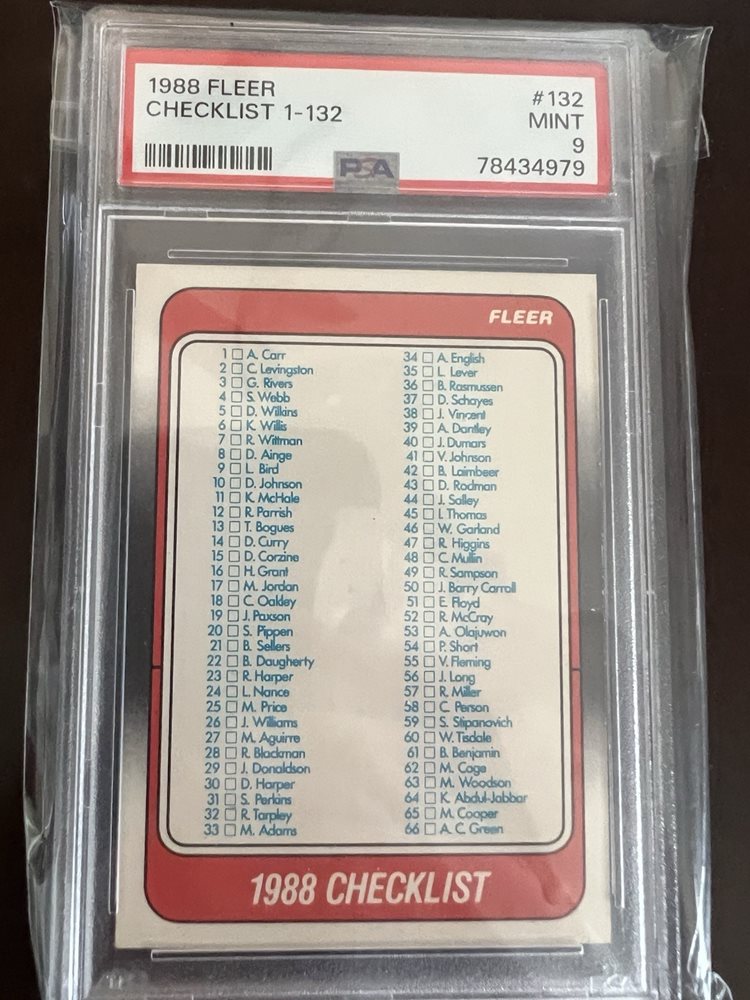 1988 FLEER #132
CHECKLIST 1-132 MINT
9
PSA 78434979
FLEER
1 A. Carr
2 C. Levingston
3 G. Rivers
4 S. Webb
5 D. Wilkins
6 K. Willis
7 R. Wittman
8 D. Ainge
9 L. Bird
10 D. Johnson
11 K. McHale
12 R. Parrish
13 T. Bogues
14 D. Curry
15 D. Corzine
16 H. Grant
17 M. Jordan
18 C. Oakley
19 J. Paxson
20 S. Pippen
21 B. Sellers
22 B. Daugherty
23 R. Harper
24 L. Nance
25 M. Price
26 J. Williams
27 M. Aguirre
28 R. Blackman
29 J. Donaldson
30 D. Harper
31 S. Perkins
32 R. Tarpley
33 M. Adams
34 A. English
35 L. Lever
36 B. Rasmussen
37 D. Schayes
38 J. Vincent
39 A. Dantley
40 J. Dumars
41 V. Johnson
42 B. Laimbeer
43 D. Rodman
44 J. Salley
45 I. Thomas
46 W. Garland
47 R. Higgins
48 C. Mullin
49 R. Sampson
50 J. Barry Carroll
51 E. Floyd
52 R. McCray
53 A. Olajuwon
54 P. Short
55 V. Fleming
56 J. Long
57 R. Miller
58 C. Person
59 S. Stipanovich
60 W. Tisdale
61 B. Benjamin
62 M. Cage
63 M. Woodson
64 K. Abdul-Jabbar
65 M. Cooper
66 A. C. Green
1988 CHECKLIST